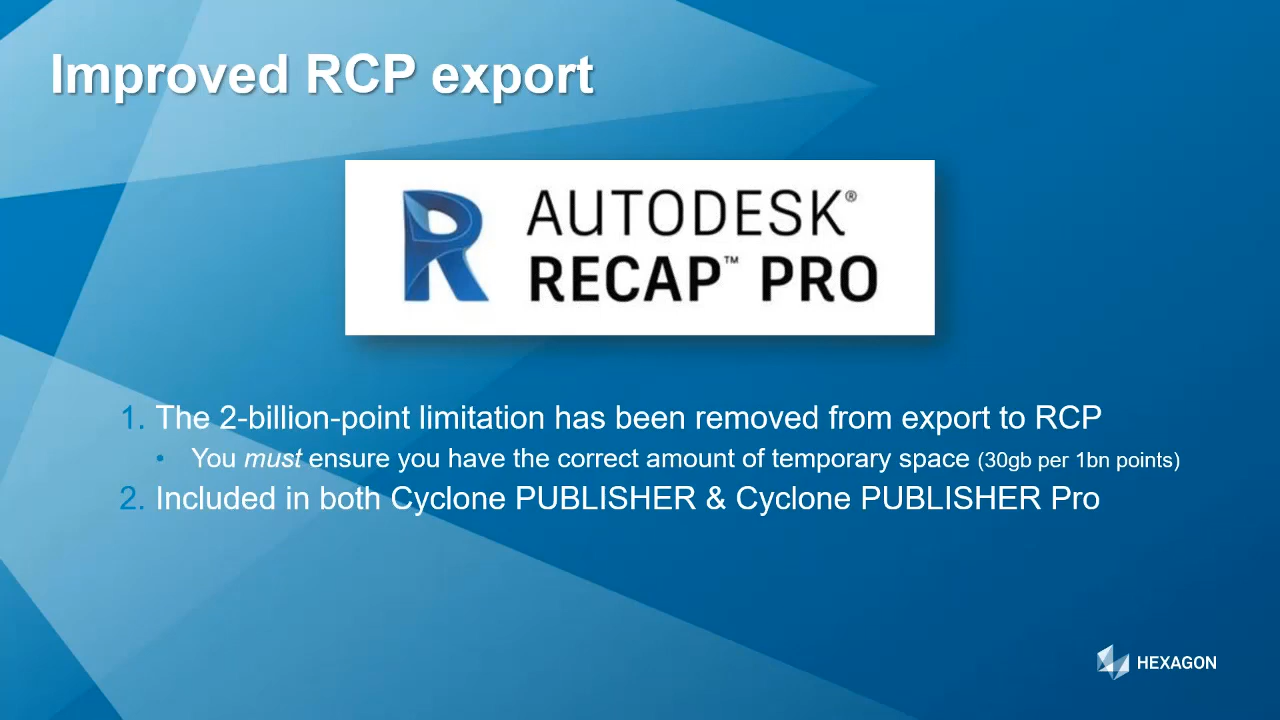 Improved RCP export
AUTODESK®
RECAP™ PRO
1. The 2-billion-point limitation has been removed from export to RCP
• You must ensure you have the correct amount of temporary space (30gb per 1bn points)
2. Included in both Cyclone PUBLISHER & Cyclone PUBLISHER Pro
HEXAGON